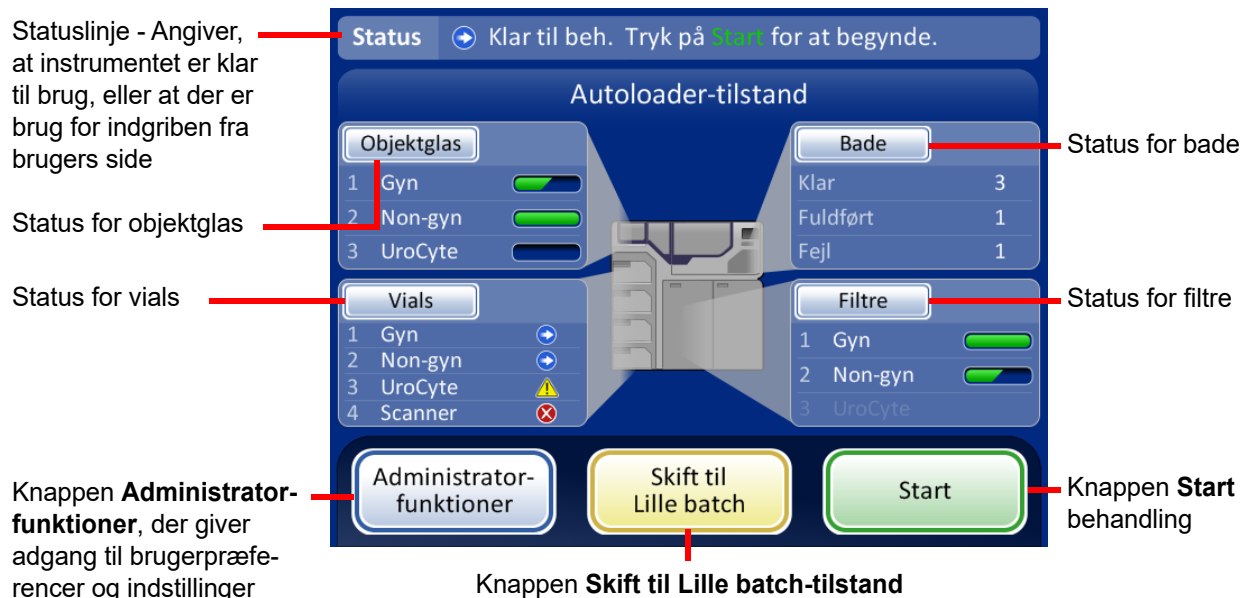 Statuslinje - Angiver,
at instrumentet er klar
til brug, eller at der er
brug for indgriben fra
brugers side
Status for objektglas
Status for vials
Knappen Administrator-
funktioner, der giver
adgang til brugerpræfe-
rencer og indstillinger
Status Klar til beh. Tryk på Start for at begynde.
Autoloader-tilstand
Objektglas
1 Gyn
2 Non-gyn
3 UroCyte
Vials
1 Gyn
2 Non-gyn
3 UroCyte
4 Scanner
Bade
Klar 3
Fuldført 1
Fejl 1
Filtre
1 Gyn
2 Non-gyn
3 UroCyte
Administrator-
funktioner
Skift til
Lille batch
Start
Status for bade
Status for filtre
Knappen Start
behandling
Knappen Skift til Lille batch-tilstand